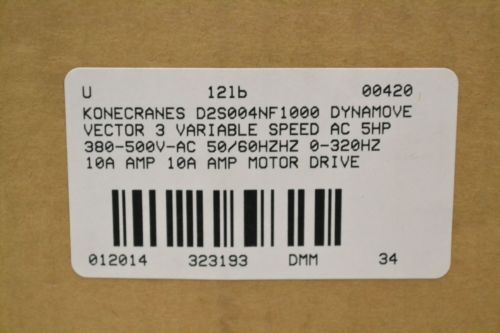 U 12lb 00420
KONECRANES D2S004NF1000 DYNAMOVE
VECTOR 3 VARIABLE SPEED AC 5HP
380-500V-AC 50/60HZHZ 0-320HZ
10A AMP 10A AMP MOTOR DRIVE
012014 323193 DMM 34